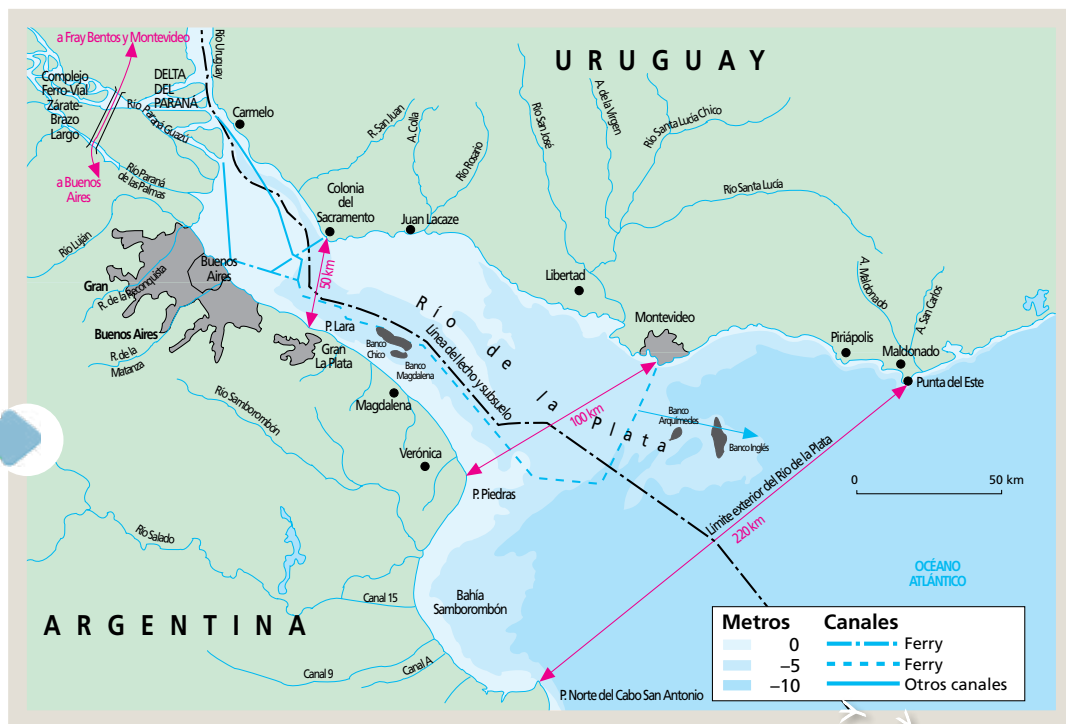 a Fray Bentos y Montevideo
Río Uruguay
URUGUAY
Complejo
Ferro-Vial
Zárate-
Brazo
Largo
DELTA
DEL
PARANÁ
Río Paraná Guazú
Carmelo
R. San Juan
A. Colla
Río Rosario
Río San José
A. de la Virgen
Río Santa Lucía Chico
Río Santa Lucía
a Buenos
Aires
Río Paraná
de las Palmas
Colonia
del
Sacramento
Juan Lacaze
Río Luján
Buenos
Aires
Gran
Buenos Aires
R. de la Reconquista
R. de la
Matanza
50 km
Libertad
Montevideo
A. Maldonado
A. San Carlos
Piriápolis
Maldonado
Punta del Este
P. Lara
Gran
La Plata
Banco
Chico
Banco
Magdalena
Río de la Plata
Línea del lecho y subsuelo
Magdalena
Río Samborombón
100 km
Banco
Arquímedes
Banco Inglés
Verónica
P. Piedras
Límite exterior del Río de la Plata
220 km
0 50 km
Río Salado
OCÉANO
ATLÁNTICO
Canal 15
Bahía
Samborombón
ARGENTINA
Canal 9
Canal A
P. Norte del Cabo San Antonio
Metros Canales
0 Ferry
–5 Ferry
–10 Otros canales